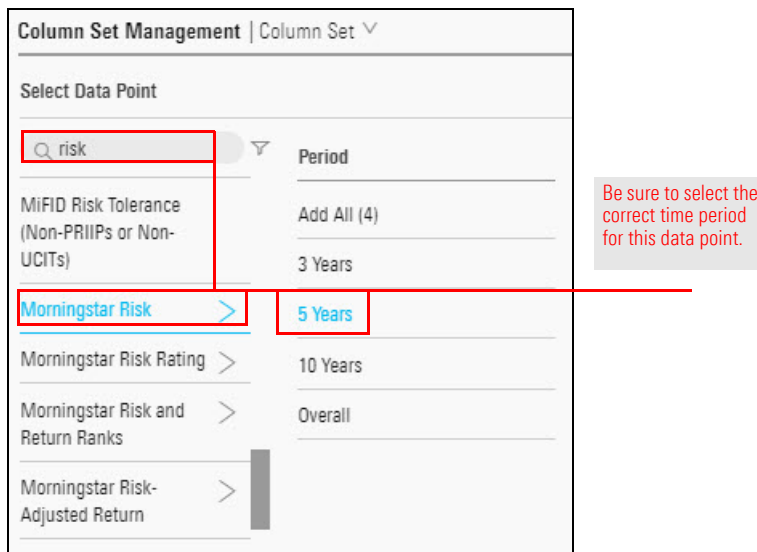 Column Set Management | Column Set
Select Data Point
risk
Period
MiFID Risk Tolerance
(Non-PRIIPs or Non-
UCITs)
Add All (4)
3 Years
Morningstar Risk
5 Years
Morningstar Risk Rating
10 Years
Morningstar Risk and
Return Ranks
Overall
Morningstar Risk-
Adjusted Return
Be sure to select the
correct time period
for this data point.